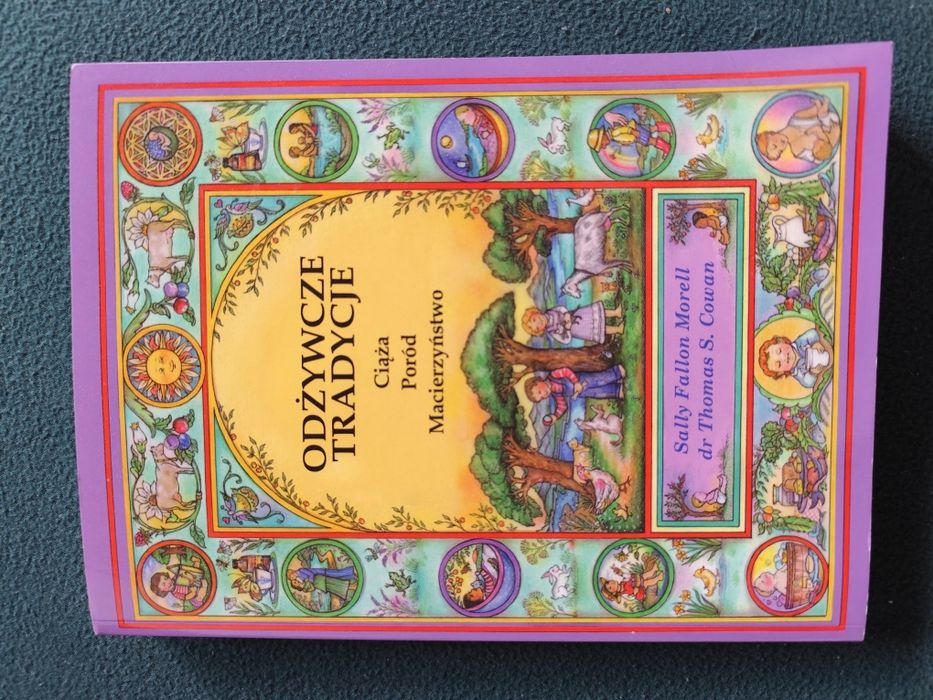 ODŻYWCZE
TRADYCJE
Ciąża
Poród
Macierzyństwo
Sally Fallon Morell
dr Thomas S. Cowan